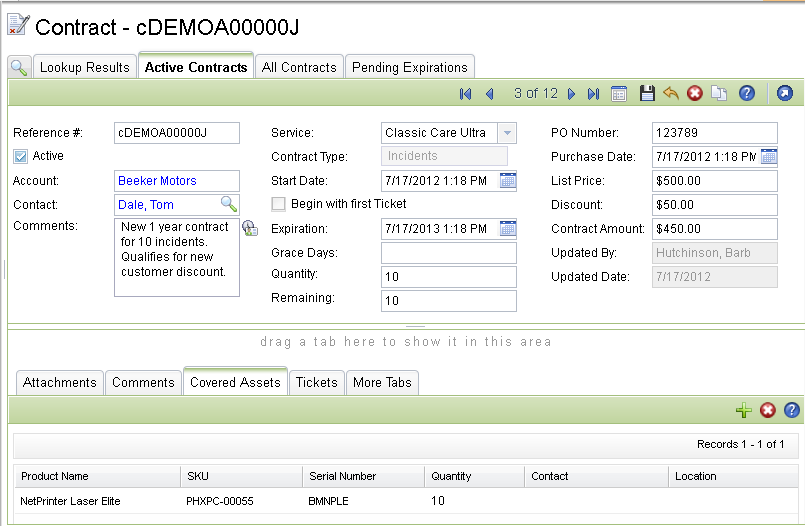 Contract - cDEMOA00000J
Lookup Results Active Contracts All Contracts Pending Expirations
3 of 12
Reference #: cDEMOA00000J Service: Classic Care Ultra PO Number: 123789
Active Contract Type: Incidents Purchase Date: 7/17/2012 1:18 PM
Account: Beeker Motors Start Date: 7/17/2012 1:18 PM List Price: $500.00
Contact: Dale, Tom Begin with first Ticket Discount: $50.00
Comments: New 1 year contract Expiration: 7/17/2013 1:18 PM Contract Amount: $450.00
for 10 incidents.
Qualifies for new Grace Days: Updated By: Hutchinson, Barb
customer discount. Quantity: 10 Updated Date: 7/17/2012
Remaining: 10
drag a tab here to show it in this area
Attachments Comments Covered Assets Tickets More Tabs
Records 1 - 1 of 1
Product Name SKU Serial Number Quantity Contact Location
NetPrinter Laser Elite PHXPC-00055 BMNPLE 10